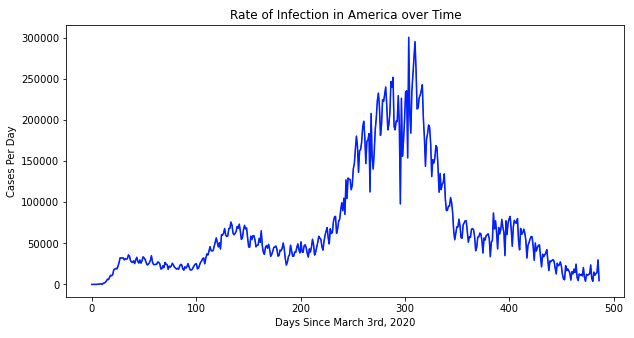 Rate of Infection in America over Time
300000
250000
200000
150000
100000
50000
0
Cases Per Day
0 100 200 300 400 500
Days Since March 3rd, 2020